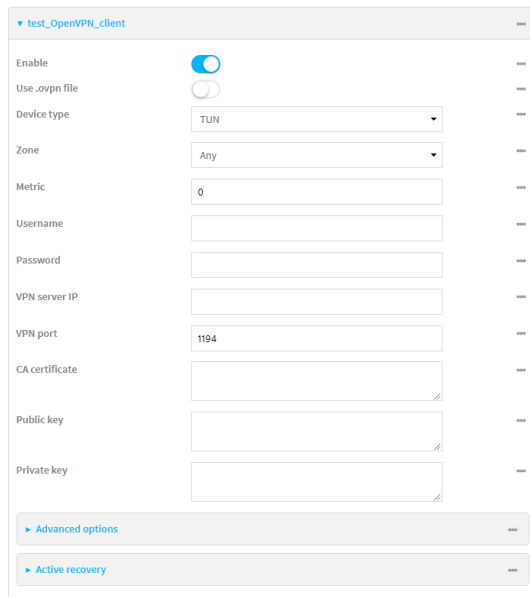 test_OpenVPN_client
Enable
Use .ovpn file
Device type TUN
Zone Any
Metric 0
Username
Password
VPN server IP
VPN port 1194
CA certificate
Public key
Private key
Advanced options
Active recovery